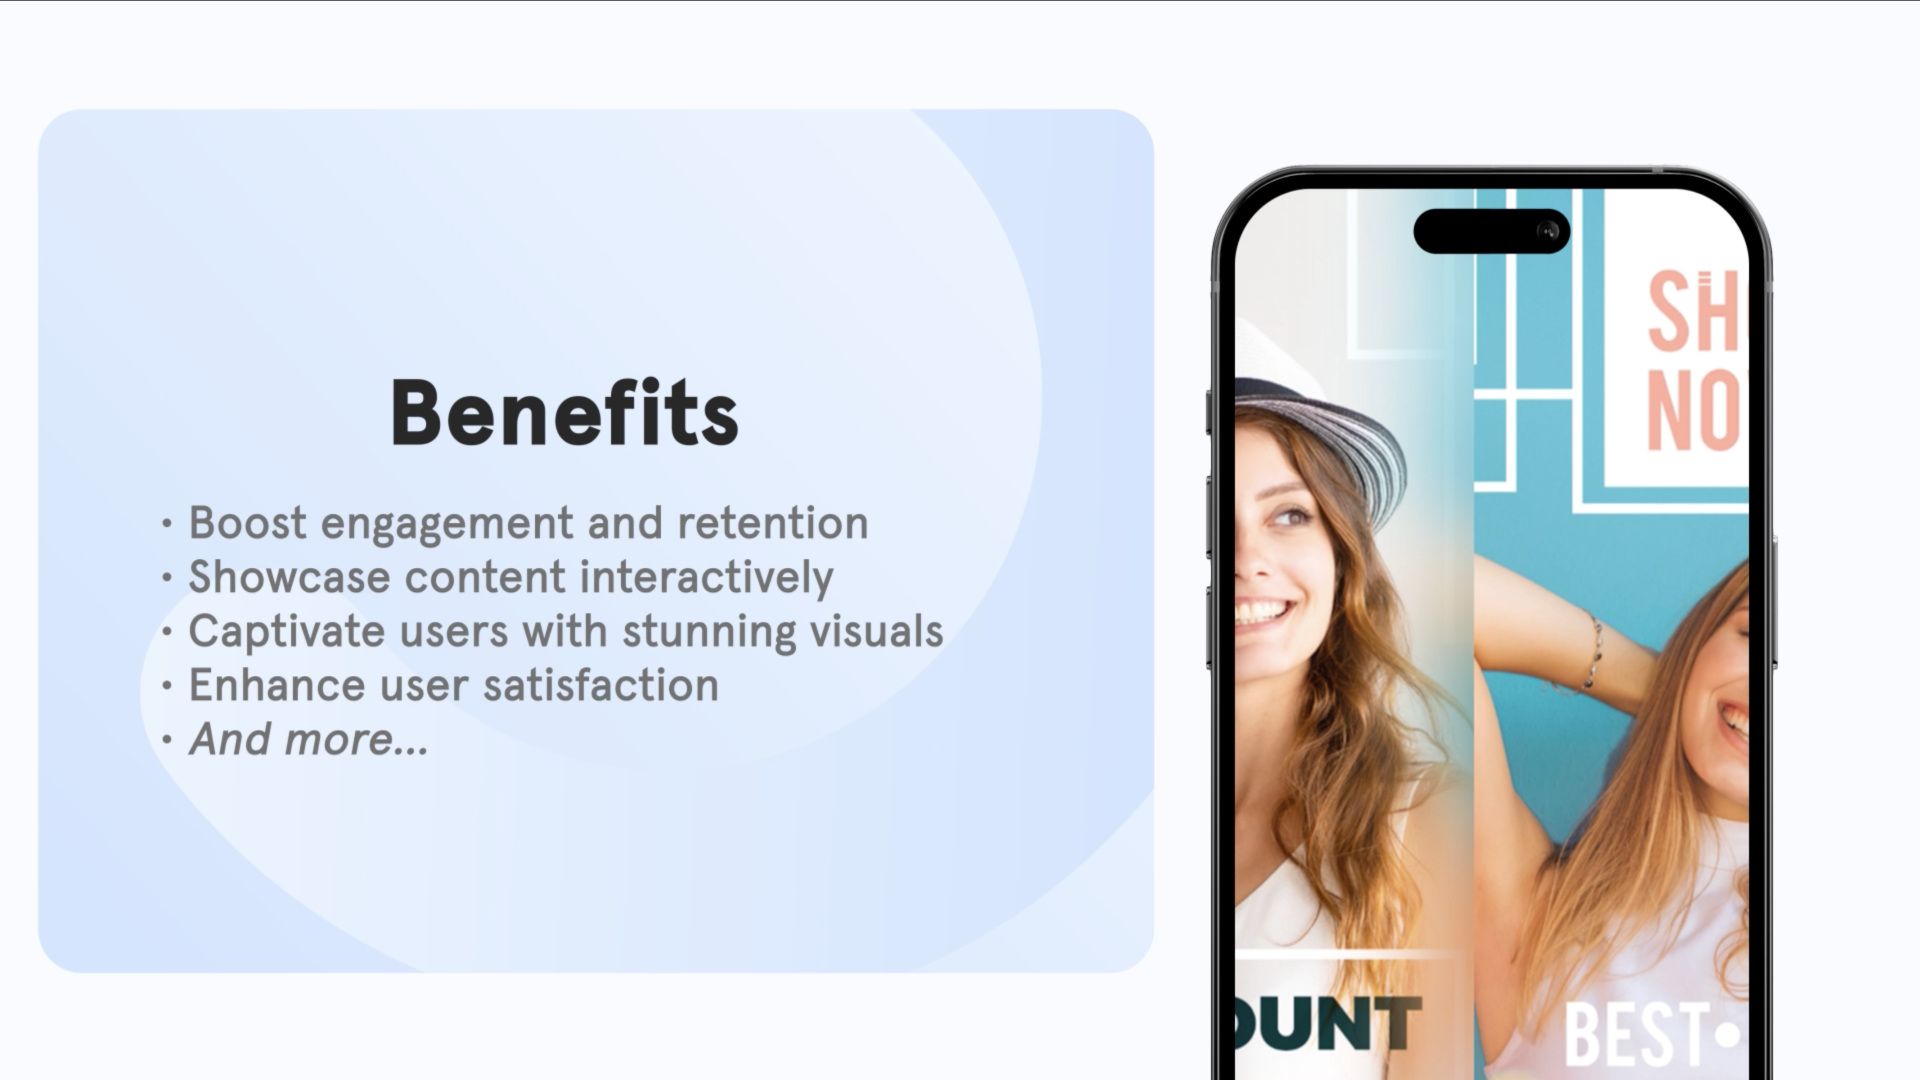 Benefits
• Boost engagement and retention
• Showcase content interactively
• Captivate users with stunning visuals
• Enhance user satisfaction
• And more...
SH
NO
OUNT
BEST•